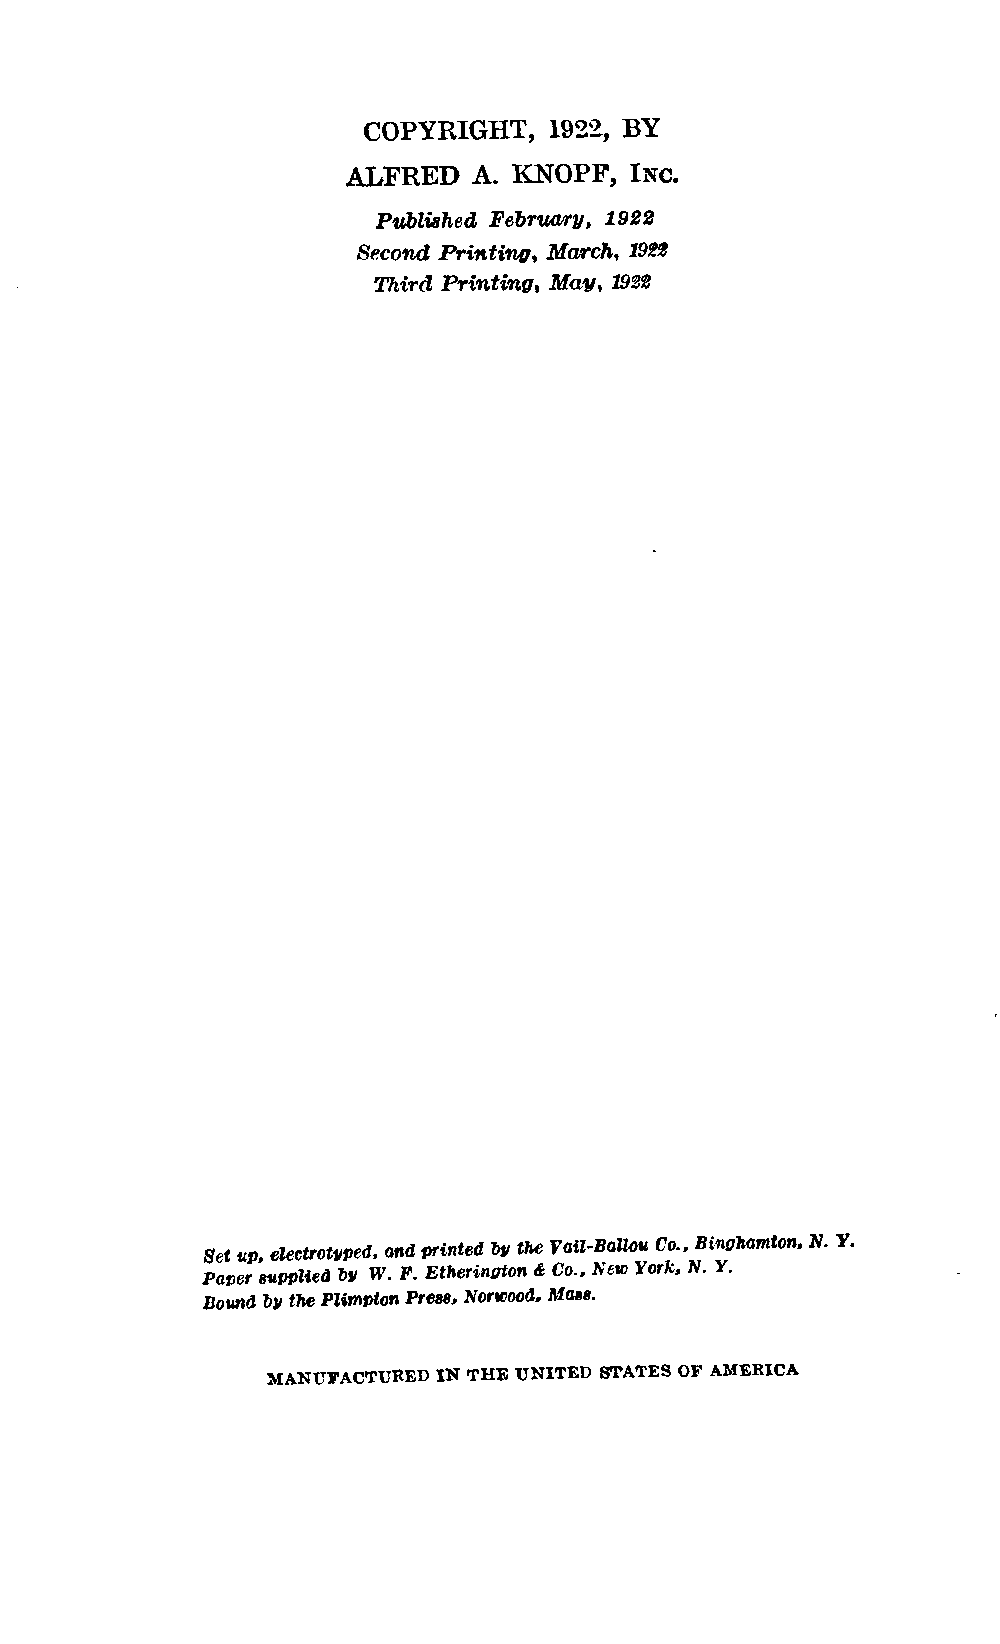 COPYRIGHT, 1922, BY
ALFRED A. KNOPF, INC.
Published February, 1922
Second Printing, March, 1922
Third Printing, May, 1922
Set up, electrotyped, and printed by the Vail-Ballou Co., Binghamton, N. Y.
Paper supplied by W. F. Etherington & Co., New York, N. Y.
Bound by the Plimpton Press, Norwood, Mass.
MANUFACTURED IN THE UNITED STATES OF AMERICA